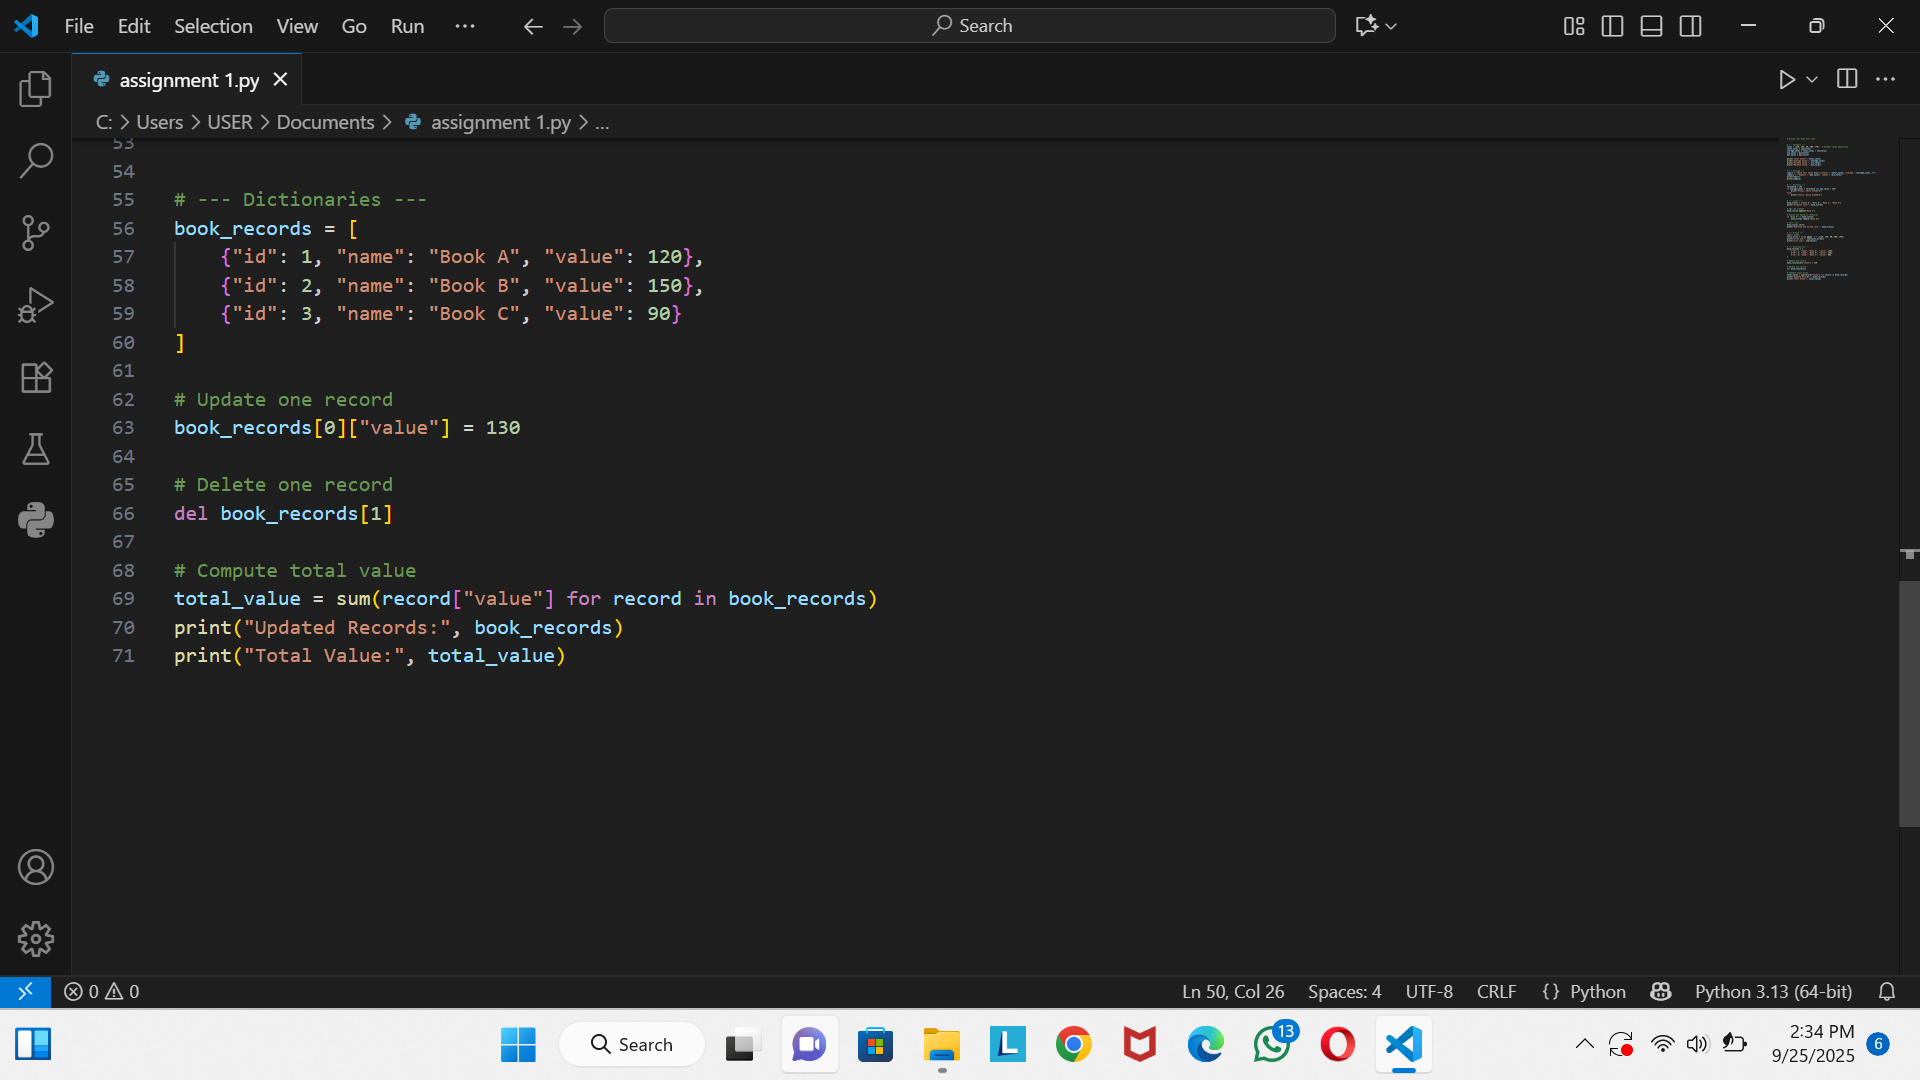 File Edit Selection View Go Run ··· Search
assignment 1.py
C: > Users > USER > Documents > assignment 1.py > ...
53
54
55 # --- Dictionaries ---
56 book_records = [
57     {"id": 1, "name": "Book A", "value": 120},
58     {"id": 2, "name": "Book B", "value": 150},
59     {"id": 3, "name": "Book C", "value": 90}
60 ]
61
62 # Update one record
63 book_records[0]["value"] = 130
64
65 # Delete one record
66 del book_records[1]
67
68 # Compute total value
69 total_value = sum(record["value"] for record in book_records)
70 print("Updated Records:", book_records)
71 print("Total Value:", total_value)
0 0 Ln 50, Col 26 Spaces: 4 UTF-8 CRLF {} Python Python 3.13 (64-bit)
Search L 13 2:34 PM 6
9/25/2025